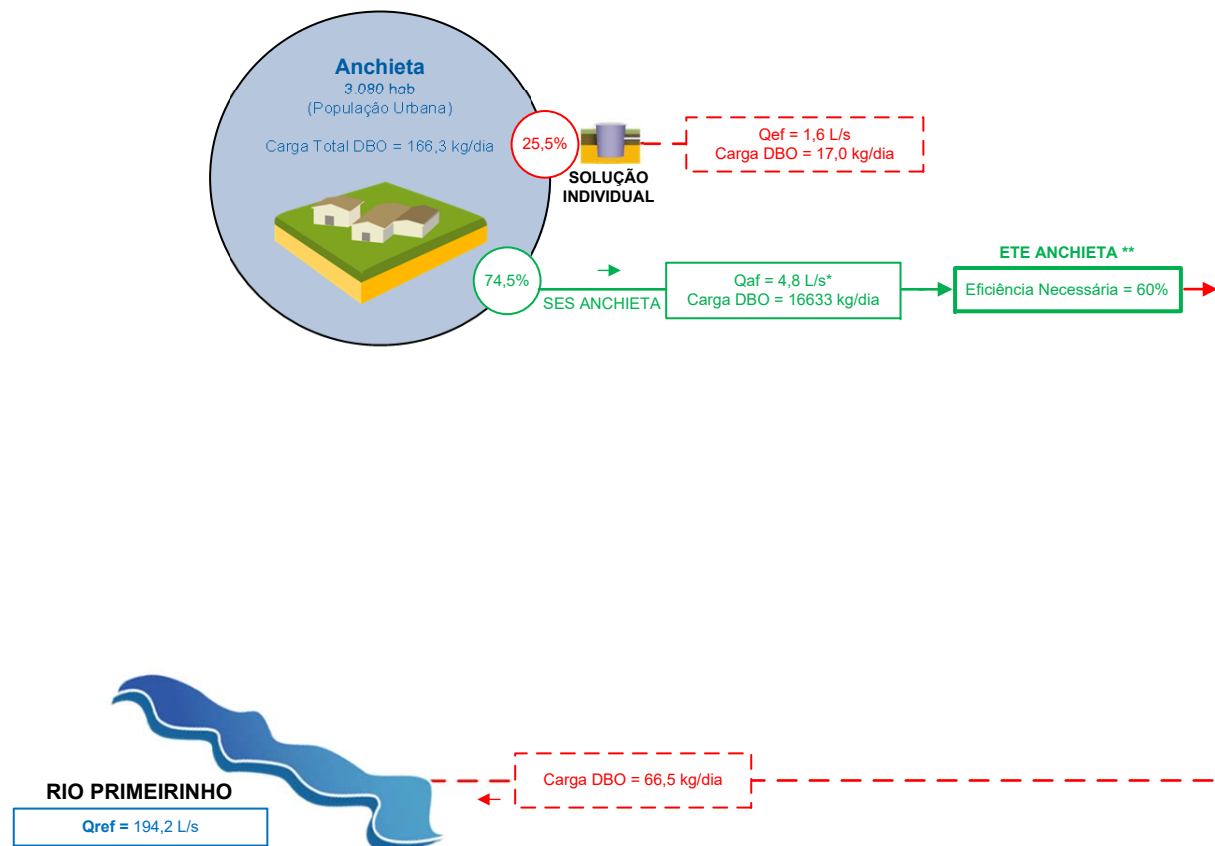 Anchieta
3.080 hab
(População Urbana)
Carga Total DBO = 166,3 kg/dia
25,5%
SOLUÇÃO
INDIVIDUAL
Qef = 1,6 L/s
Carga DBO = 17,0 kg/dia
74,5%
SES ANCHIETA
Qaf = 4,8 L/s*
Carga DBO = 16633 kg/dia
ETE ANCHIETA **
Eficiência Necessária = 60%
Carga DBO = 66,5 kg/dia
RIO PRIMEIRINHO
Qref = 194,2 L/s